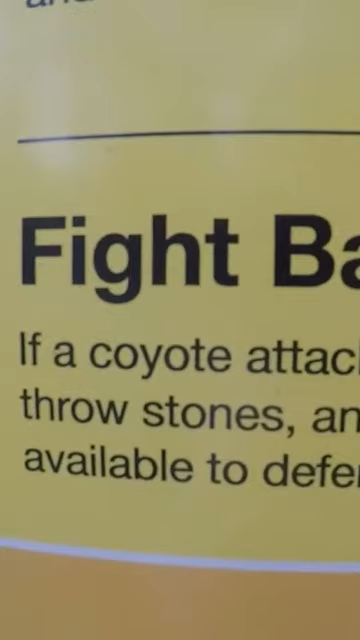 Fight Ba
If a coyote attac
throw stones, an
available to defe